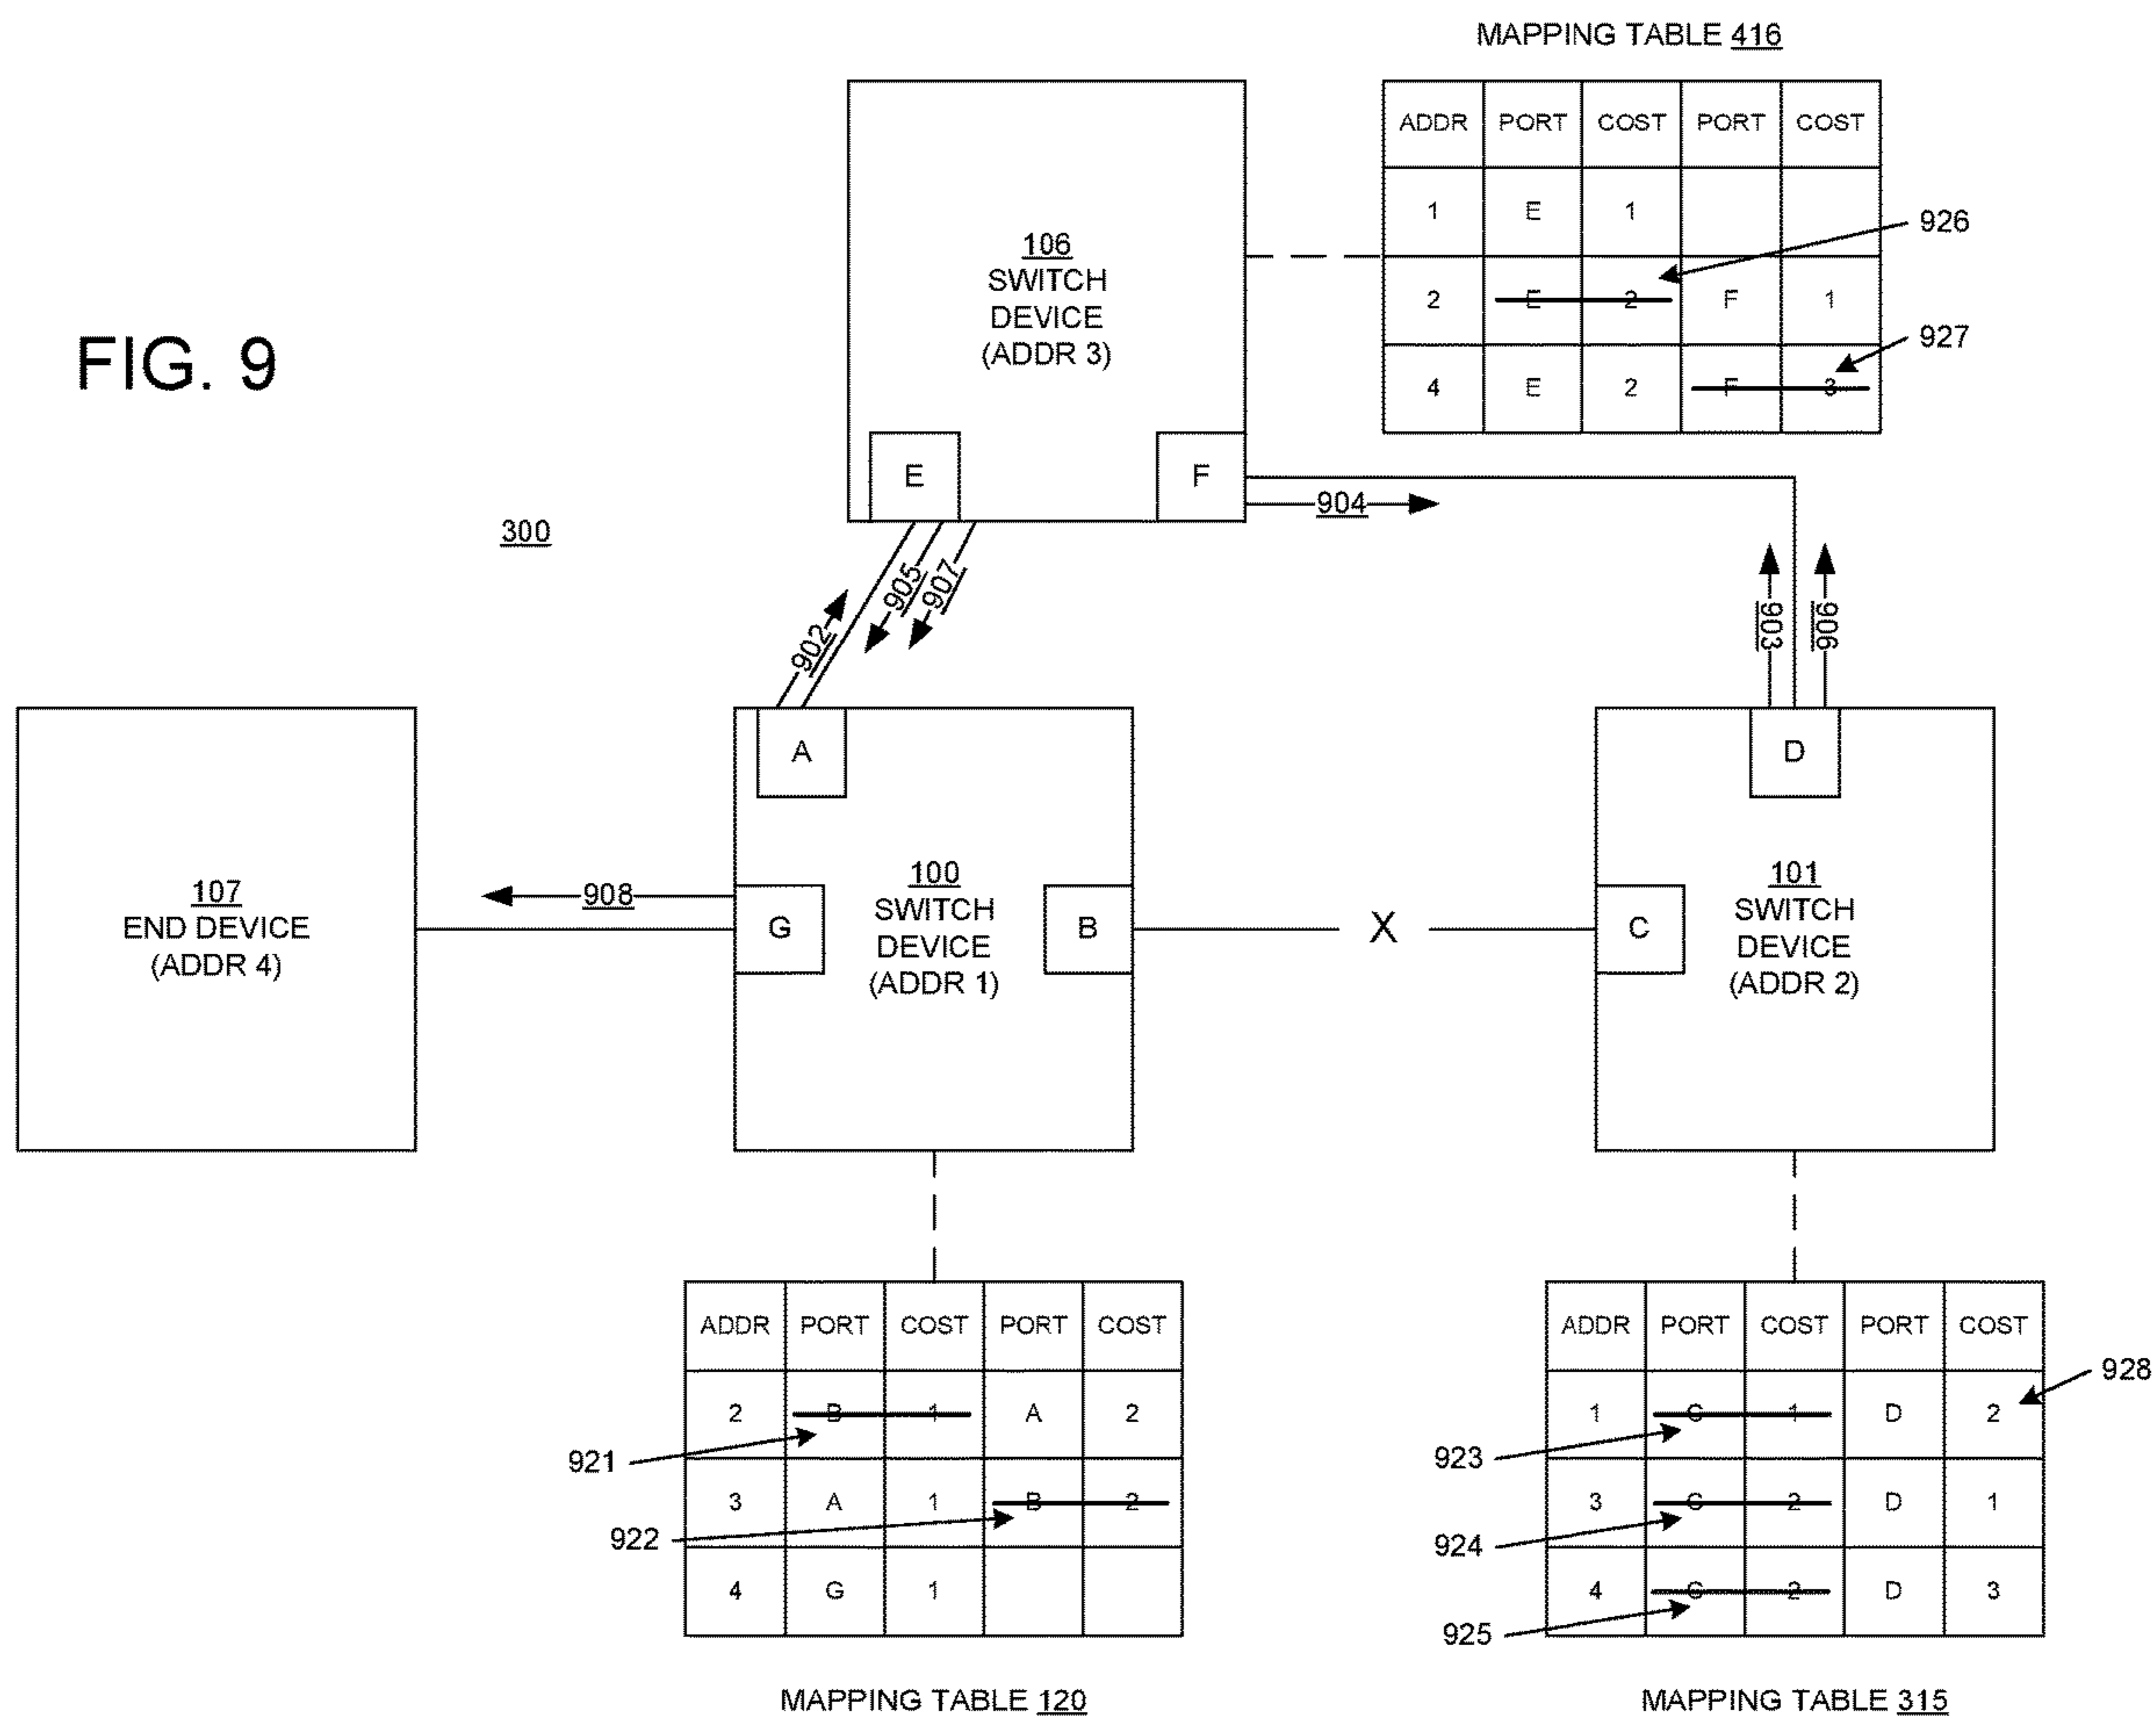 MAPPING TABLE 416
ADDR PORT COST PORT COST
1 E 1
2 E 2 F 1
4 E 2 F 3
926
927
FIG. 9
106
SWITCH
DEVICE
(ADDR 3)
E
F
300
904
902
905
907
903
906
107
END DEVICE
(ADDR 4)
908
A
G
100
SWITCH
DEVICE
(ADDR 1)
B
X
D
C
101
SWITCH
DEVICE
(ADDR 2)
ADDR PORT COST PORT COST
2 B 1 A 2
3 A 1 B 2
4 G 1
921
922
MAPPING TABLE 120
ADDR PORT COST PORT COST
1 C 1 D 2
3 C 2 D 1
4 C 2 D 3
928
923
924
925
MAPPING TABLE 315